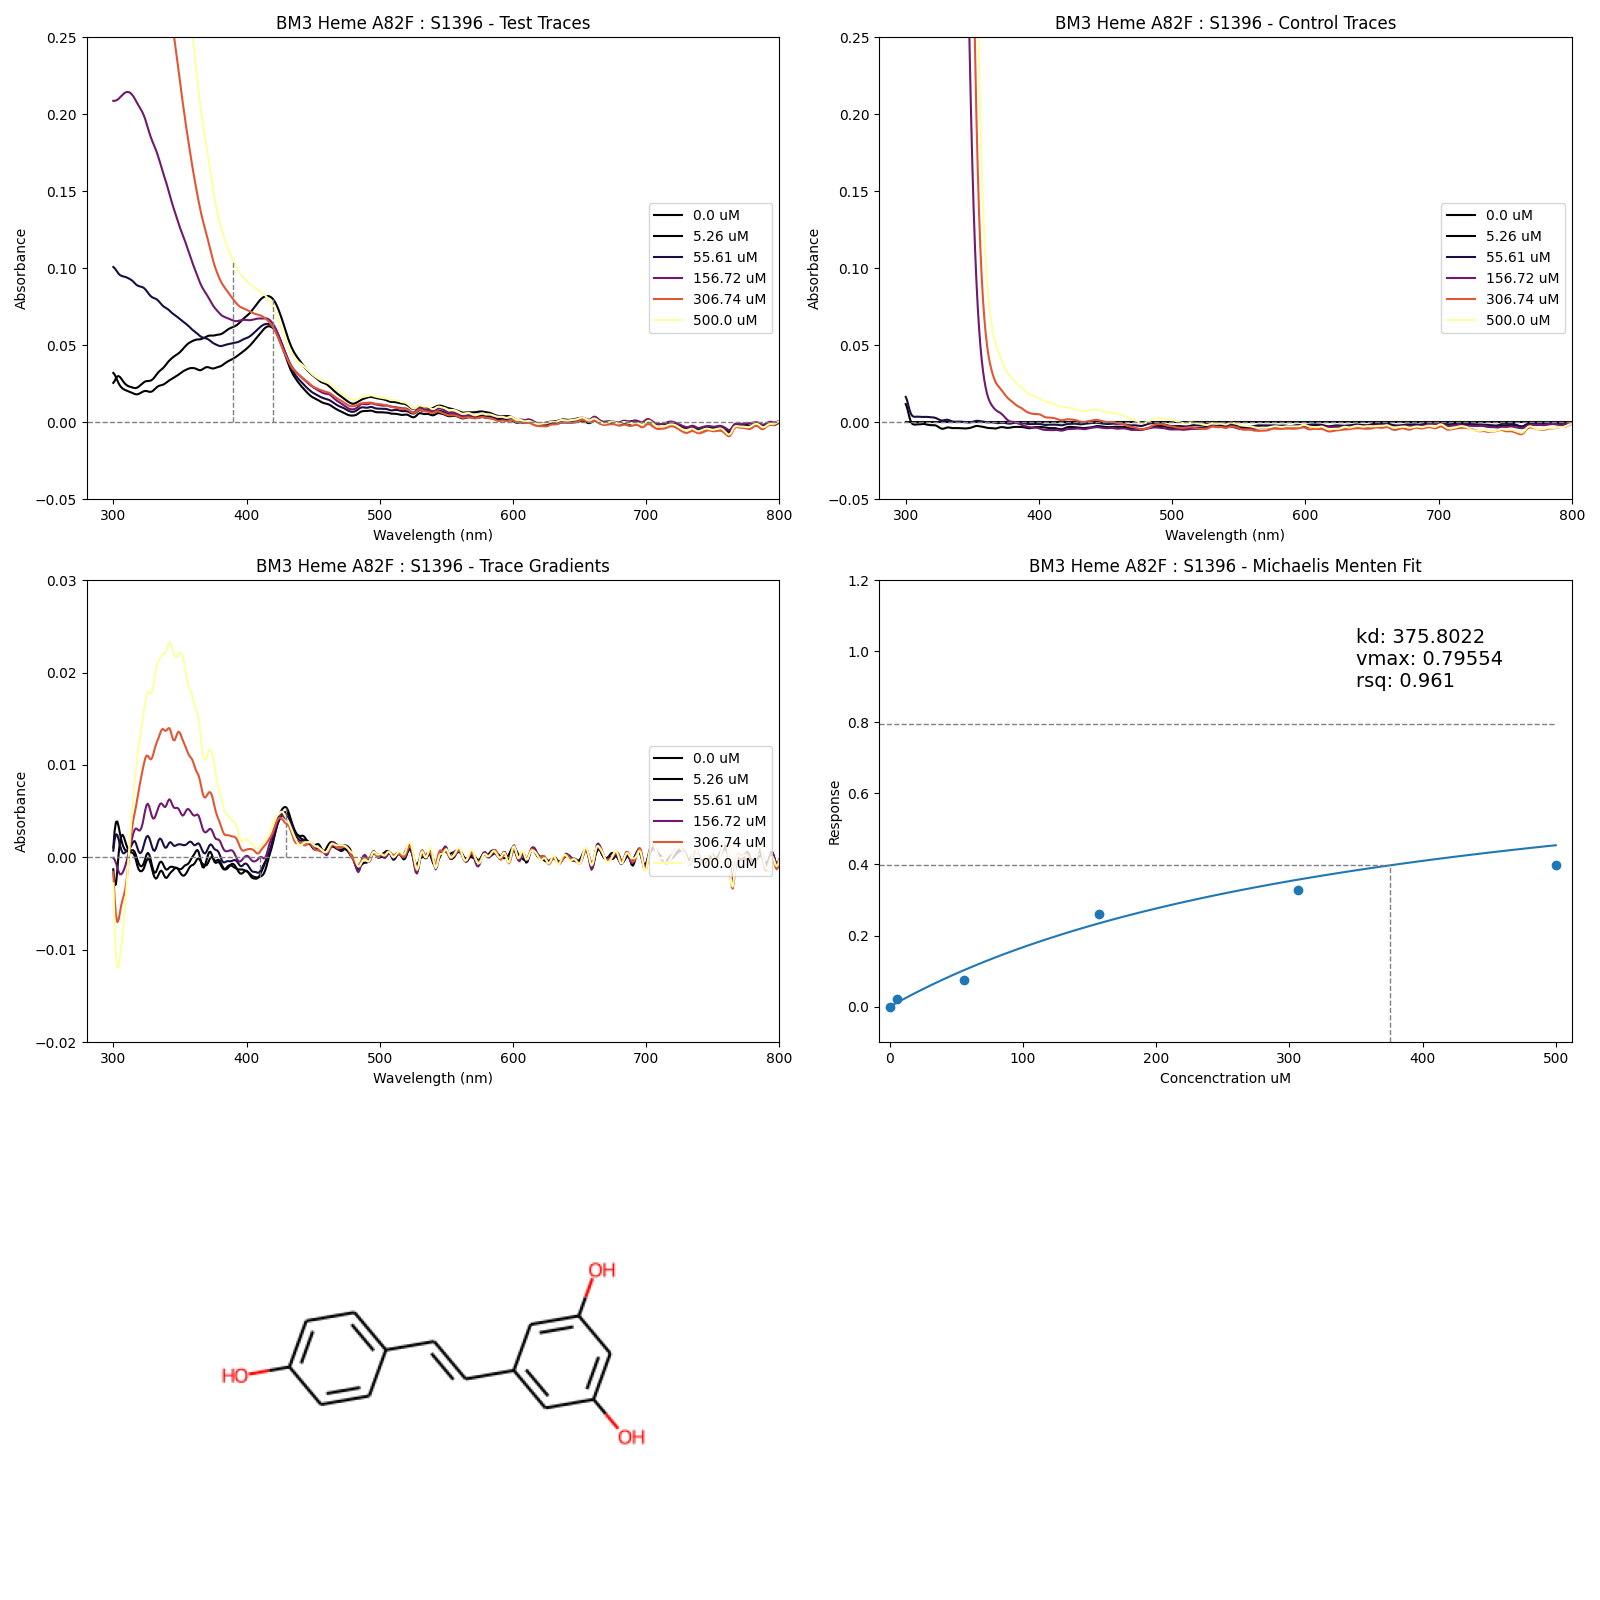 BM3 Heme A82F : S1396 - Test Traces
0.25
0.20
0.15
0.10
0.05
0.00
−0.05
Absorbance
300 400 500 600 700 800
Wavelength (nm)
0.0 uM
5.26 uM
55.61 uM
156.72 uM
306.74 uM
500.0 uM
BM3 Heme A82F : S1396 - Control Traces
0.25
0.20
0.15
0.10
0.05
0.00
−0.05
Absorbance
300 400 500 600 700 800
Wavelength (nm)
0.0 uM
5.26 uM
55.61 uM
156.72 uM
306.74 uM
500.0 uM
BM3 Heme A82F : S1396 - Trace Gradients
0.03
0.02
0.01
0.00
−0.01
−0.02
Absorbance
300 400 500 600 700 800
Wavelength (nm)
0.0 uM
5.26 uM
55.61 uM
156.72 uM
306.74 uM
500.0 uM
BM3 Heme A82F : S1396 - Michaelis Menten Fit
1.2
1.0
0.8
0.6
0.4
0.2
0.0
Response
kd: 375.8022
vmax: 0.79554
rsq: 0.961
0 100 200 300 400 500
Concenctration uM
OH
HO
OH